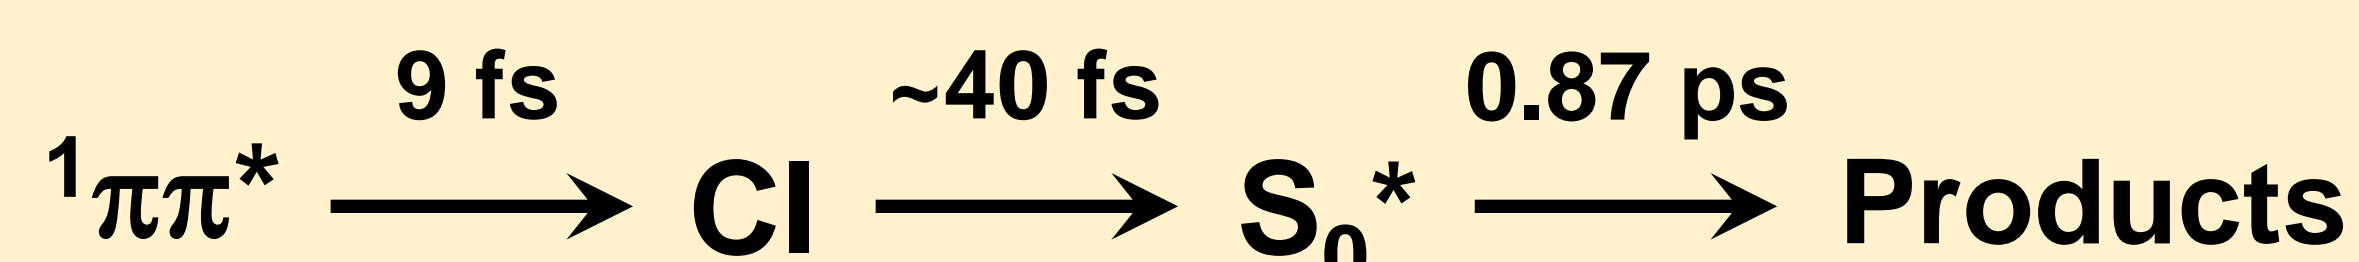 9 fs ~40 fs 0.87 ps
¹ππ* ⟶ CI ⟶ S₀* ⟶ Products